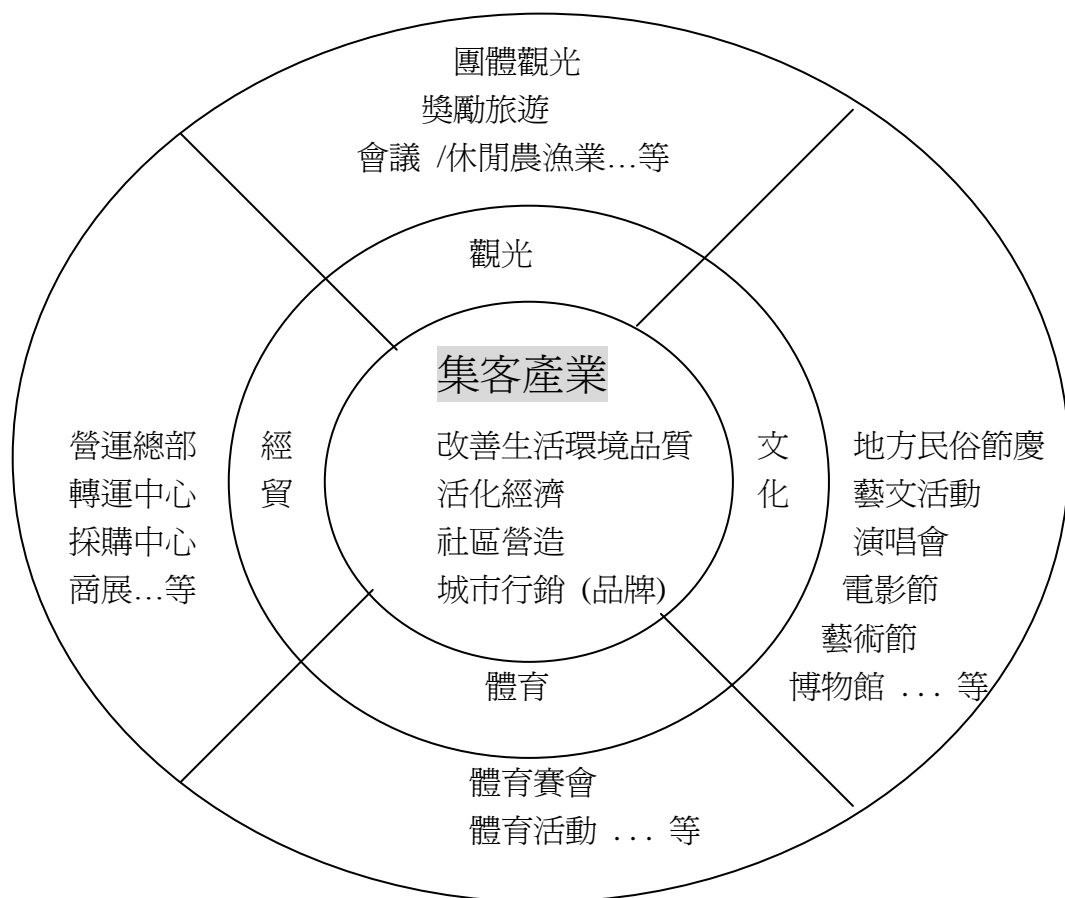 團體觀光
獎勵旅遊
會議 /休閒農漁業…等
觀光
集客產業
改善生活環境品質
活化經濟
社區營造
城市行銷 (品牌)
經
貿
營運總部
轉運中心
採購中心
商展…等
文
化
地方民俗節慶
藝文活動
演唱會
電影節
藝術節
博物館 ... 等
體育
體育賽會
體育活動 ... 等